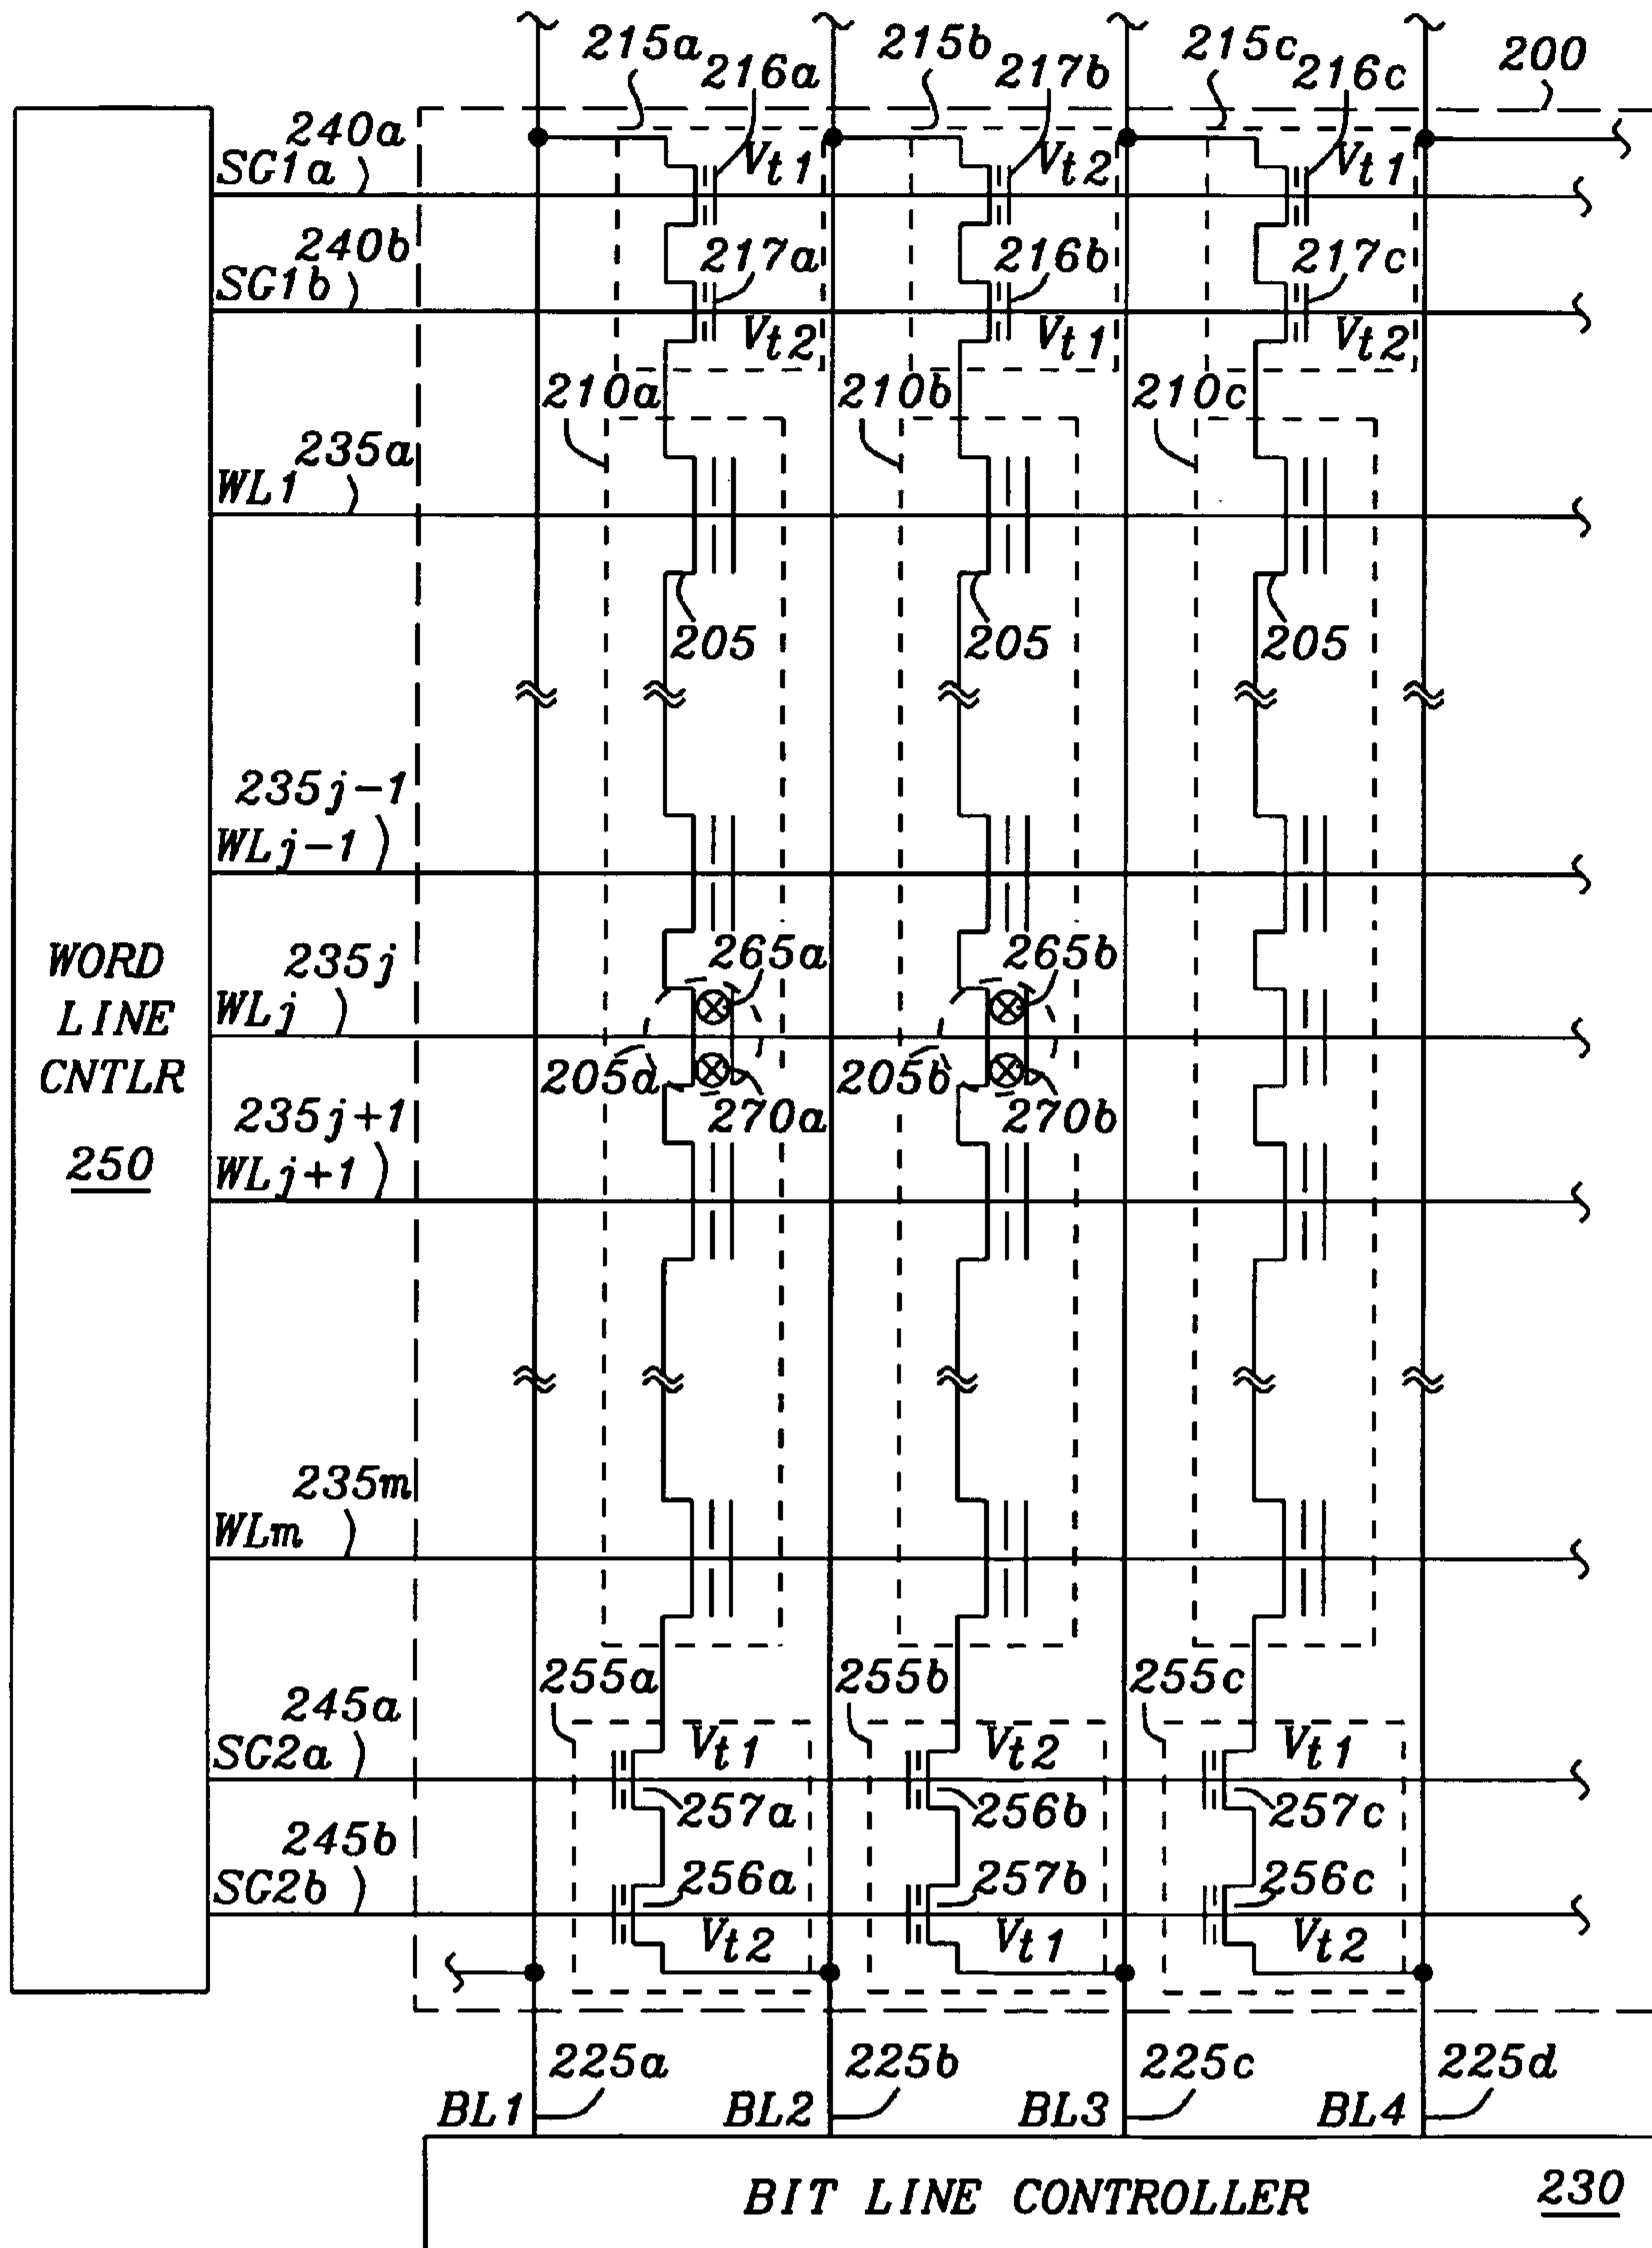 215a 215b 215c 200
216a 217b 216c
240a
SG1a Vt1 Vt2 Vt1
240b 217a 216b 217c
SG1b
Vt2 Vt1 Vt2
210a 210b 210c
235a
WL1
205 205 205
235j-1
WLj-1
235j 265a 265b
WLj
205a 205b
270a 270b
235j+1
WLj+1
WORD
LINE
CNTLR
250
235m
WLm
255a 255b 255c
245a
SG2a Vt1 Vt2 Vt1
257a 256b 257c
245b
SG2b 256a 257b 256c
Vt2 Vt1 Vt2
225a 225b 225c 225d
BL1 BL2 BL3 BL4
BIT LINE CONTROLLER 230